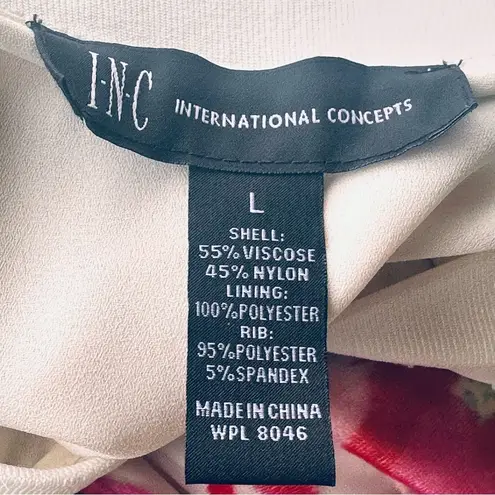 I·N·C INTERNATIONAL CONCEPTS
L
SHELL:
55% VISCOSE
45% NYLON
LINING:
100% POLYESTER
RIB:
95% POLYESTER
5% SPANDEX
MADE IN CHINA
WPL 8046